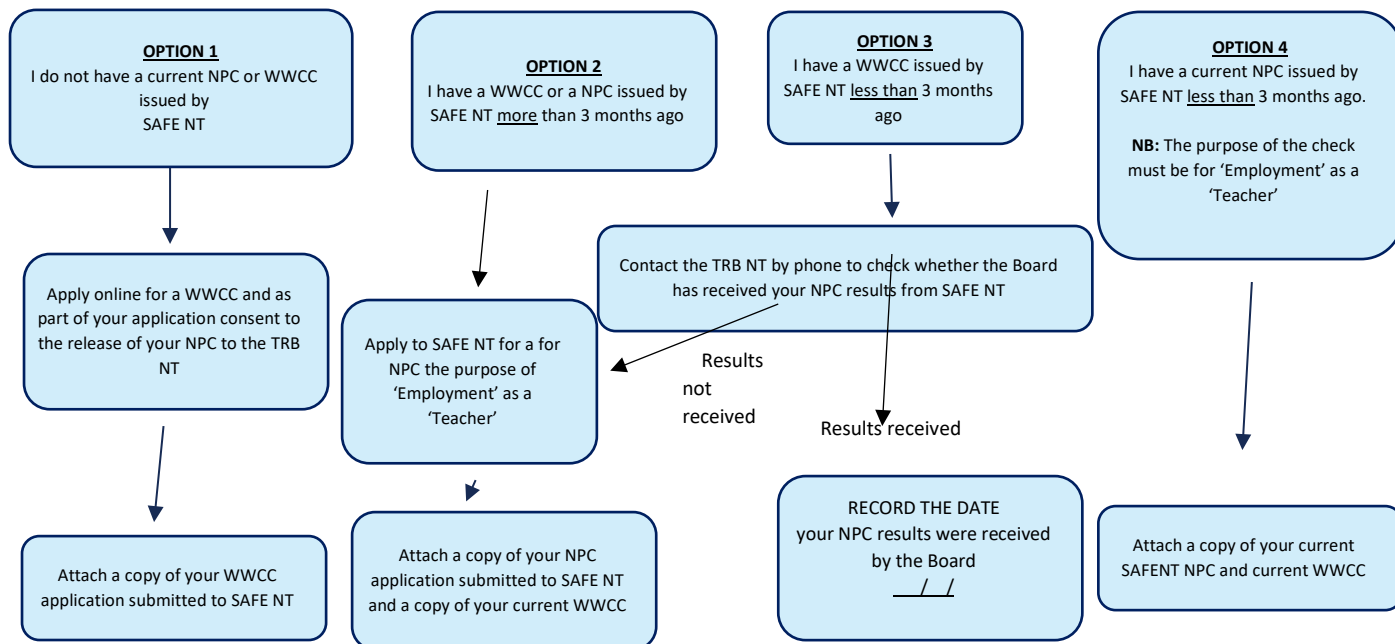 OPTION 1
I do not have a current NPC or WWCC
issued by
SAFE NT
OPTION 2
I have a WWCC or a NPC issued by
SAFE NT more than 3 months ago
OPTION 3
I have a WWCC issued by
SAFE NT less than 3 months
ago
OPTION 4
I have a current NPC issued by
SAFE NT less than 3 months ago.
NB: The purpose of the check
must be for ‘Employment’ as a
‘Teacher’
Apply online for a WWCC and as
part of your application consent to
the release of your NPC to the TRB
NT
Apply to SAFE NT for a for
NPC the purpose of
‘Employment’ as a
‘Teacher’
Contact the TRB NT by phone to check whether the Board
has received your NPC results from SAFE NT
Results
not
received
Results received
Attach a copy of your WWCC
application submitted to SAFE NT
Attach a copy of your NPC
application submitted to SAFE NT
and a copy of your current WWCC
RECORD THE DATE
your NPC results were received
by the Board
__/__/__
Attach a copy of your current
SAFENT NPC and current WWCC